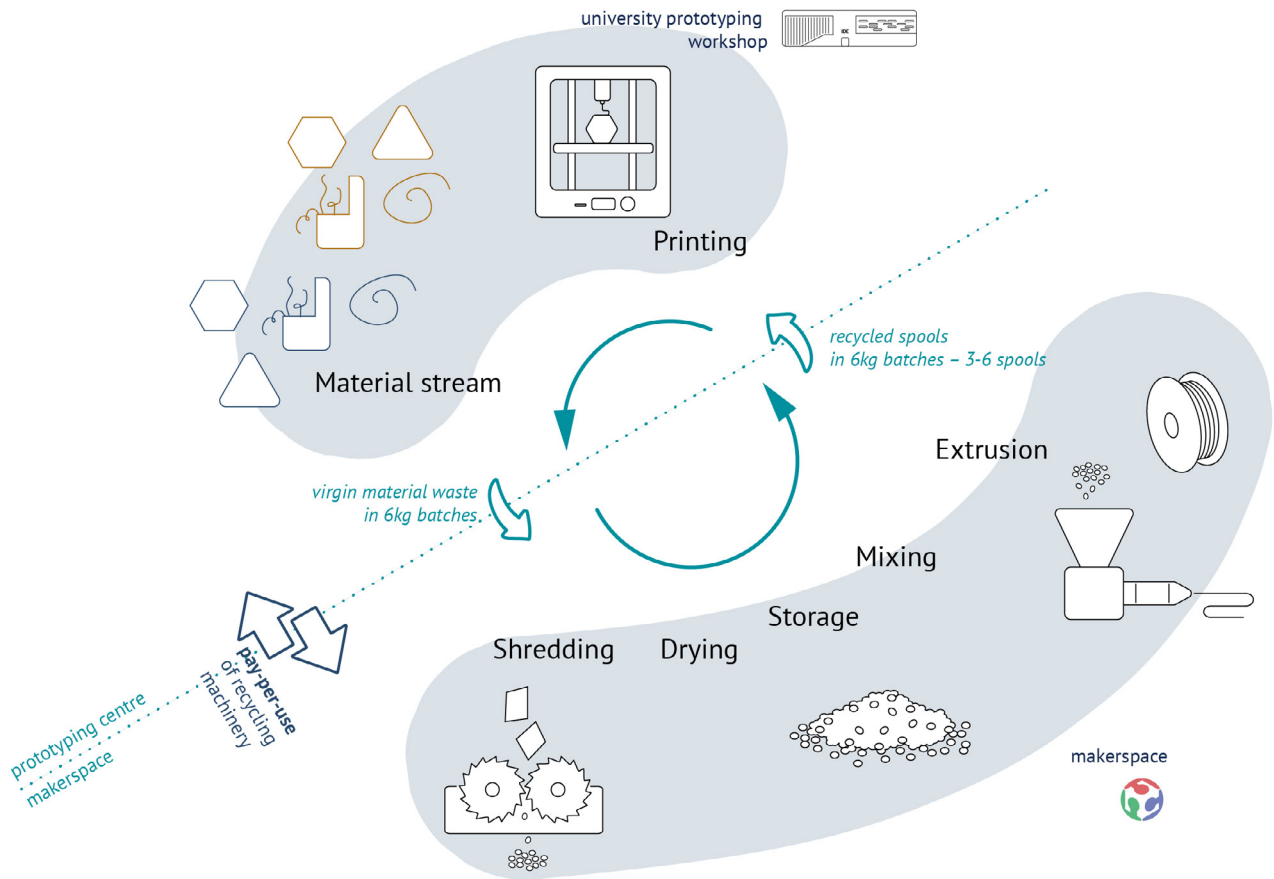 university prototyping
workshop
IDE
Printing
Material stream
recycled spools
in 6kg batches – 3-6 spools
virgin material waste
in 6kg batches
Extrusion
Mixing
Storage
Shredding
Drying
pay-per-use
of recycling
machinery
prototyping centre
makerspace
makerspace